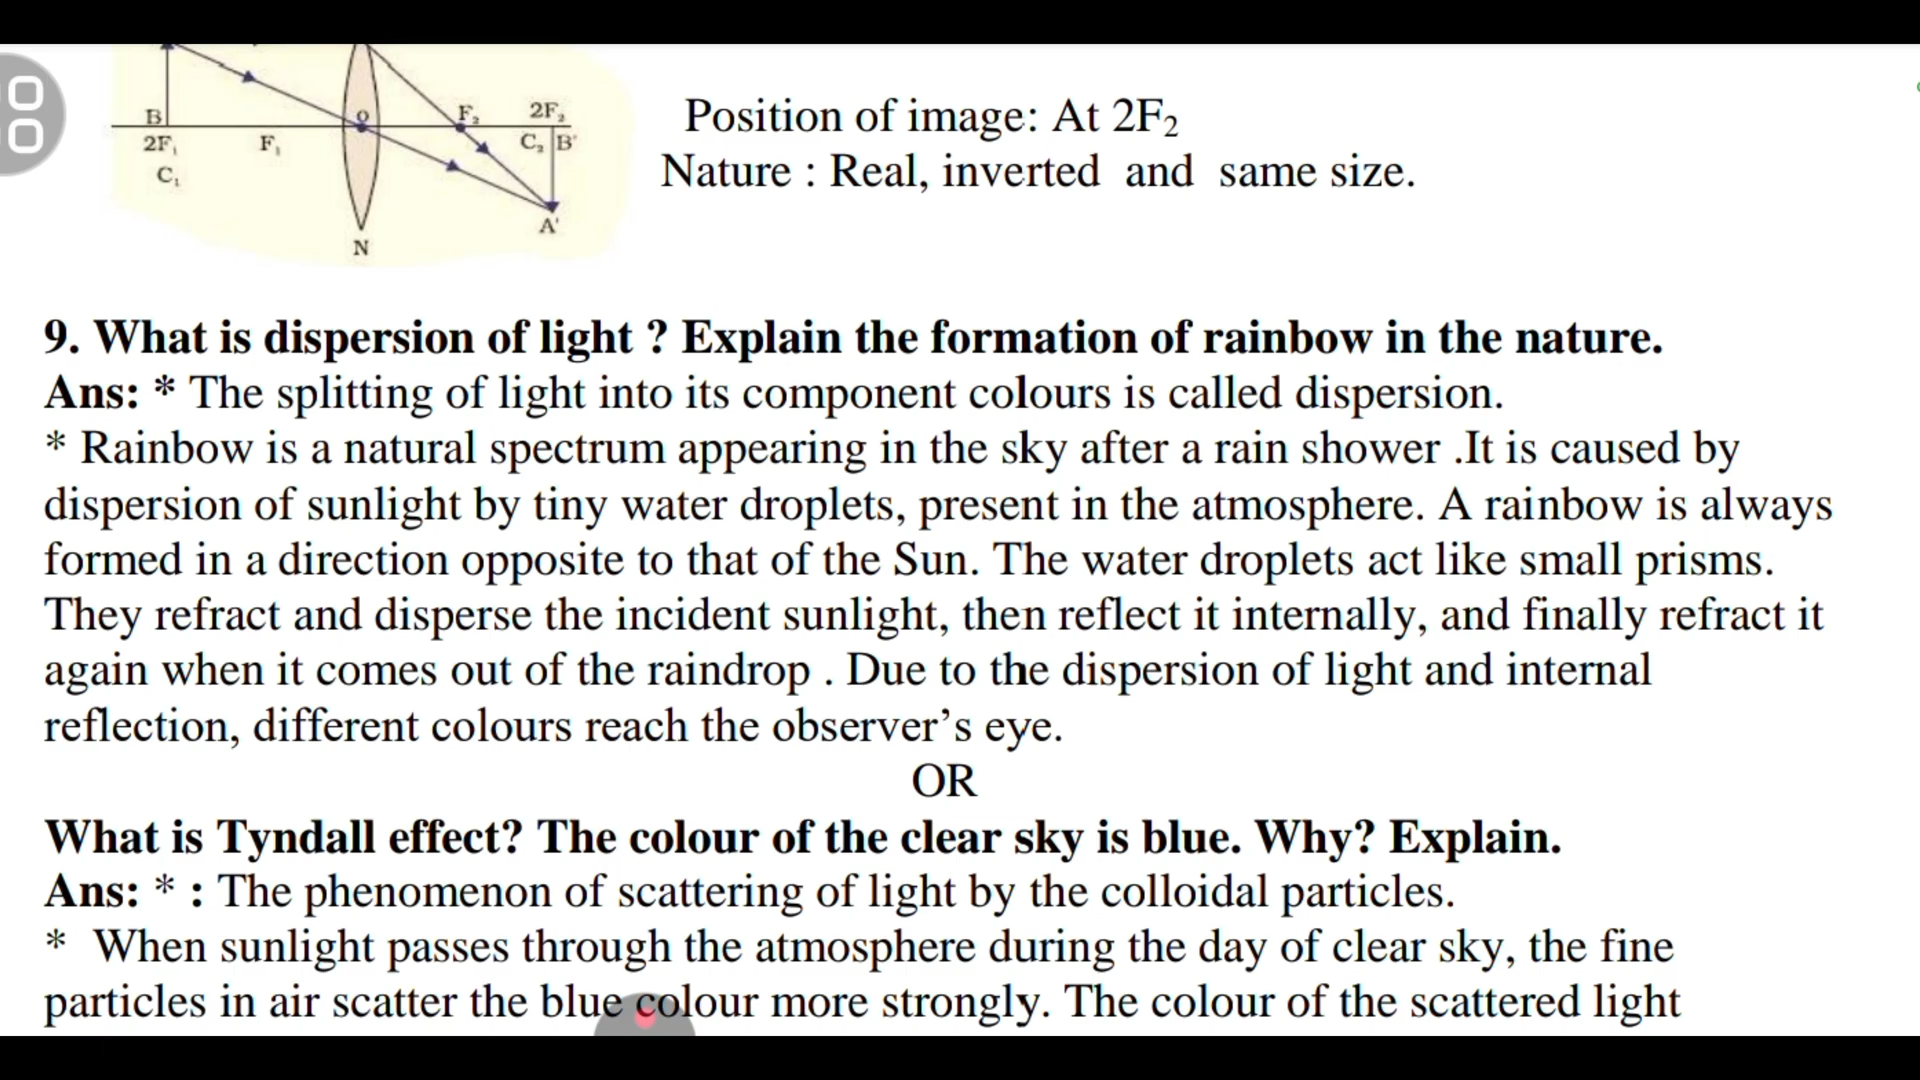 B
2F₁
C₁
F₁
O
F₂
2F₂
C₂ B'
A'
N
Position of image: At 2F₂
Nature : Real, inverted and same size.
9. What is dispersion of light ? Explain the formation of rainbow in the nature.
Ans: * The splitting of light into its component colours is called dispersion.
* Rainbow is a natural spectrum appearing in the sky after a rain shower .It is caused by
dispersion of sunlight by tiny water droplets, present in the atmosphere. A rainbow is always
formed in a direction opposite to that of the Sun. The water droplets act like small prisms.
They refract and disperse the incident sunlight, then reflect it internally, and finally refract it
again when it comes out of the raindrop . Due to the dispersion of light and internal
reflection, different colours reach the observer’s eye.
OR
What is Tyndall effect? The colour of the clear sky is blue. Why? Explain.
Ans: * : The phenomenon of scattering of light by the colloidal particles.
* When sunlight passes through the atmosphere during the day of clear sky, the fine
particles in air scatter the blue colour more strongly. The colour of the scattered light